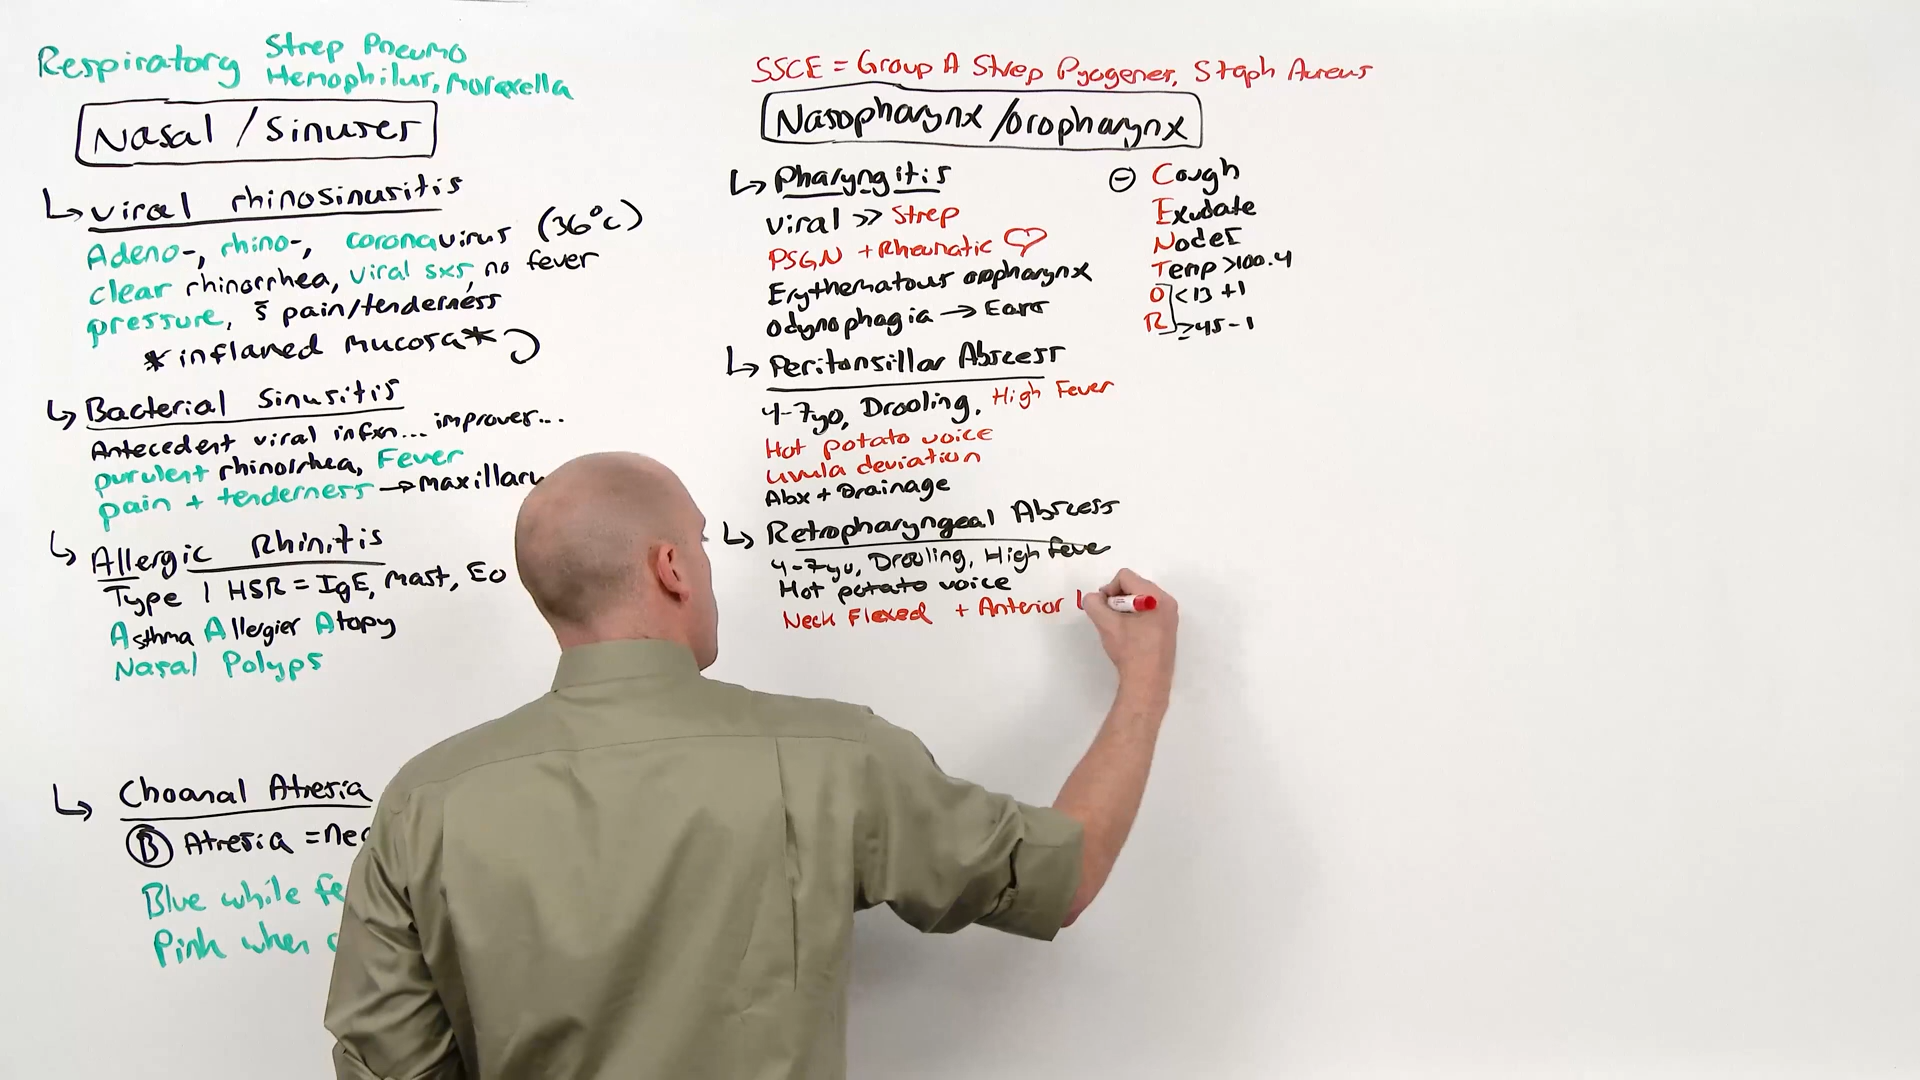 Respiratory
Strep Pneumo
Hemophilus, Moraxella
Nasal / Sinuses
↳ Viral rhinosinusitis
Adeno-, rhino-, coronavirus (36°c)
clear rhinorrhea, viral sxs, no fever
pressure, s̄ pain/tenderness
*inflamed mucosa*
↳ Bacterial Sinusitis
Antecedent viral infxn... improves...
purulent rhinorrhea, Fever
pain + tenderness → maxillary
↳ Allergic Rhinitis
Type 1 HSR = IgE, mast, Eo
Asthma Allergies Atopy
Nasal Polyps
↳ Choanal Atresia
Ⓑ Atresia =
Blue while
Pink when
SSCE = Group A Strep Pyogenes, Staph Aureus
Nasopharynx/oropharynx
↳ Pharyngitis
viral >> Strep
PSGN + Rheumatic ♡
Erythematous oropharynx
odynophagia → Ears
⊖ Cough
Exudate
Nodes
Temp >100.4
O <13 +1
R ≥45 -1
↳ Peritonsillar Abscess
4-7yo, Drooling, High Fever
Hot potato voice
uvula deviation
Abx + Drainage
↳ Retropharyngeal Abscess
4-7yo, Drooling, High fever
Hot potato voice
Neck Flexed + Anterior